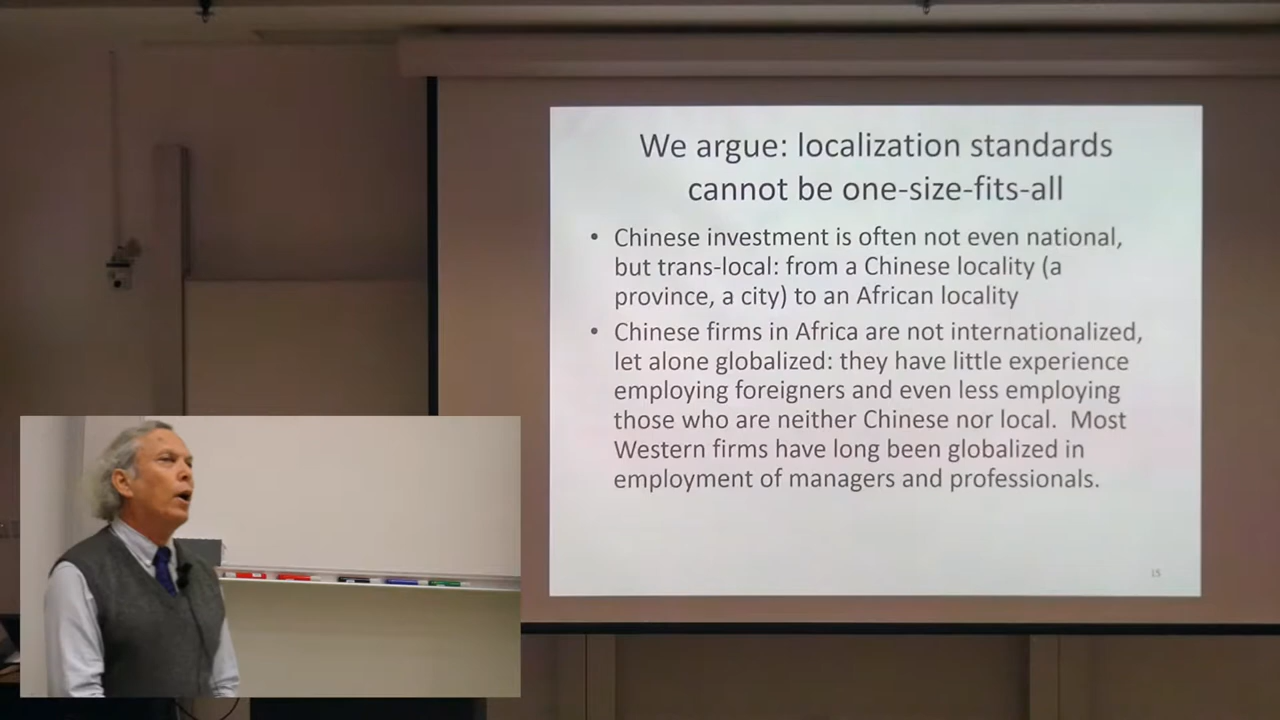 We argue: localization standards
cannot be one-size-fits-all
• Chinese investment is often not even national,
but trans-local: from a Chinese locality (a
province, a city) to an African locality
• Chinese firms in Africa are not internationalized,
let alone globalized: they have little experience
employing foreigners and even less employing
those who are neither Chinese nor local.  Most
Western firms have long been globalized in
employment of managers and professionals.
15